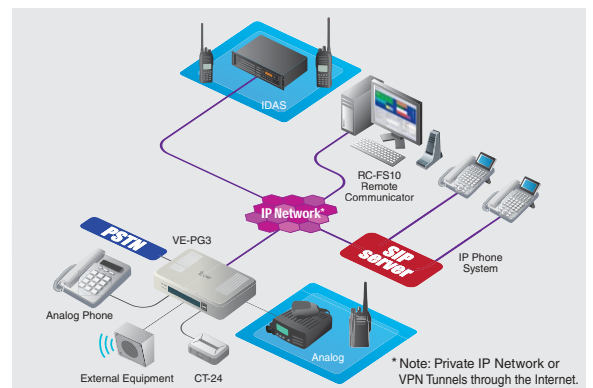 IDAS
RC-FS10
Remote
Communicator
IP Network*
PSTN
VE-PG3
SIP
server
IP Phone
System
Analog Phone
Analog
External Equipment
CT-24
* Note: Private IP Network or
VPN Tunnels through the Internet.